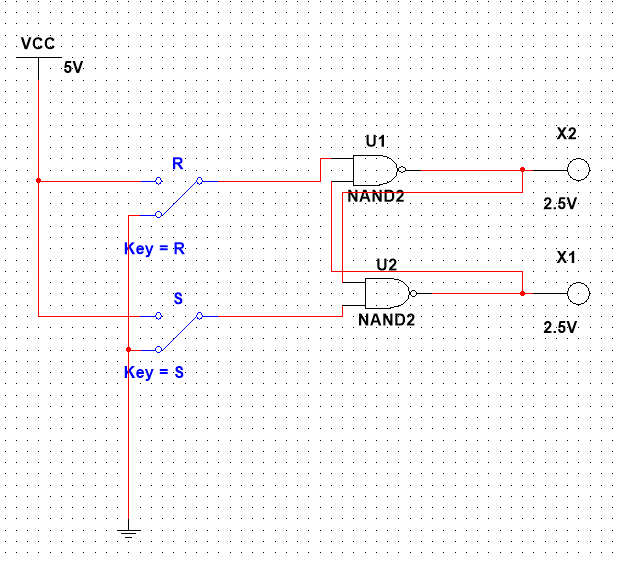 VCC
5V
U1
X2
R
NAND2
2.5V
Key = R
X1
U2
S
NAND2
2.5V
Key = S